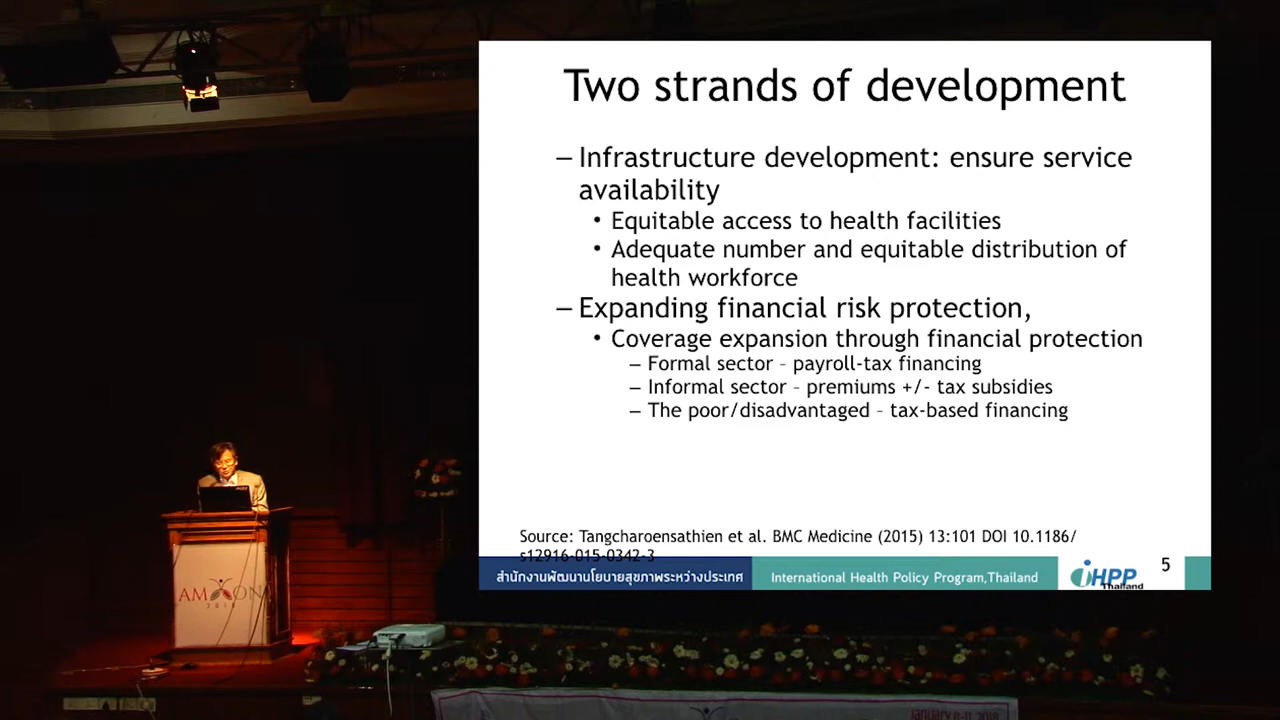 Two strands of development
– Infrastructure development: ensure service
availability
• Equitable access to health facilities
• Adequate number and equitable distribution of
health workforce
– Expanding financial risk protection,
• Coverage expansion through financial protection
– Formal sector – payroll-tax financing
– Informal sector – premiums +/- tax subsidies
– The poor/disadvantaged – tax-based financing
Source: Tangcharoensathien et al. BMC Medicine (2015) 13:101 DOI 10.1186/
s12916-015-0342-3
สำนักงานพัฒนานโยบายสุขภาพระหว่างประเทศ
International Health Policy Program,Thailand
iHPP
Thailand
5